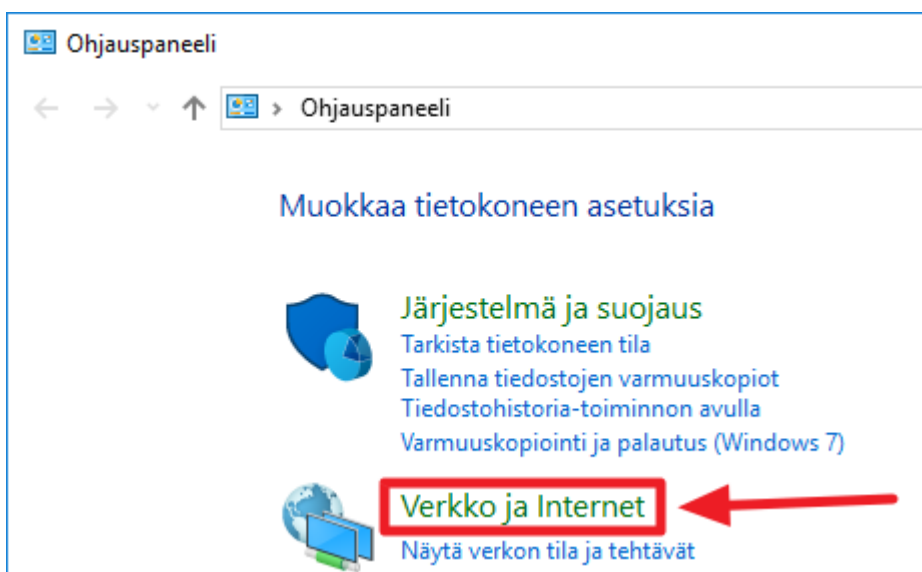 Ohjauspaneeli
Ohjauspaneeli
Muokkaa tietokoneen asetuksia
Järjestelmä ja suojaus
Tarkista tietokoneen tila
Tallenna tiedostojen varmuuskopiot
Tiedostohistoria-toiminnon avulla
Varmuuskopiointi ja palautus (Windows 7)
Verkko ja Internet
Näytä verkon tila ja tehtävät